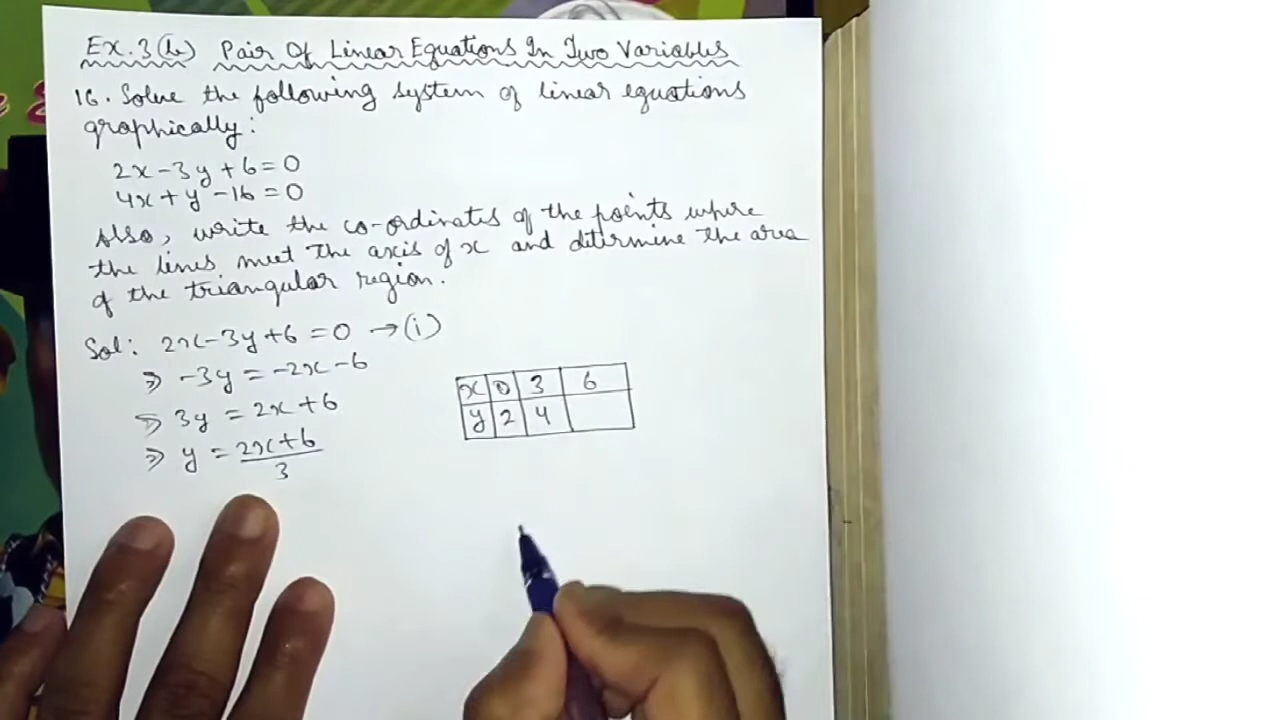 Ex. 3(b) Pair Of Linear Equations In Two Variables
16. Solve the following system of linear equations
graphically:
2x - 3y + 6 = 0
4x + y - 16 = 0
Also, write the co-ordinates of the points where
the lines meet the axis of x and determine the area
of the triangular region.
Sol: 2x - 3y + 6 = 0 → (i)
⇒ -3y = -2x - 6
⇒ 3y = 2x + 6
⇒ y = (2x + 6)/3
x 0 3 6
y 2 4